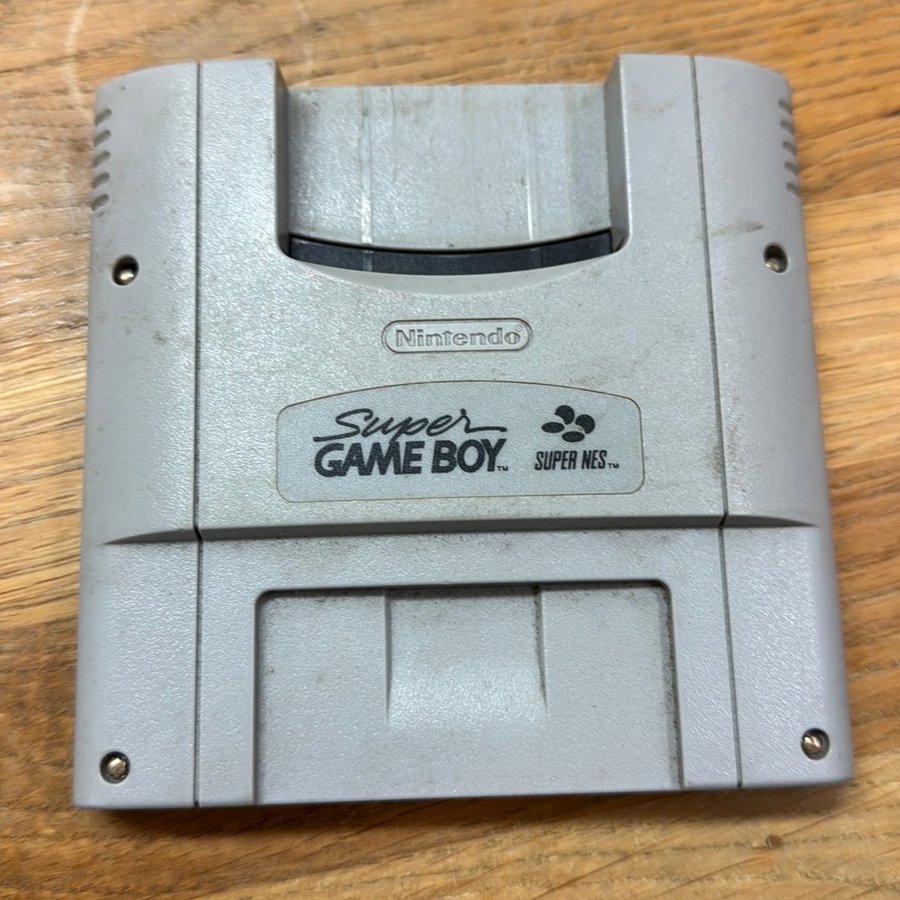 Nintendo®
Super
GAME BOY™
SUPER NES™